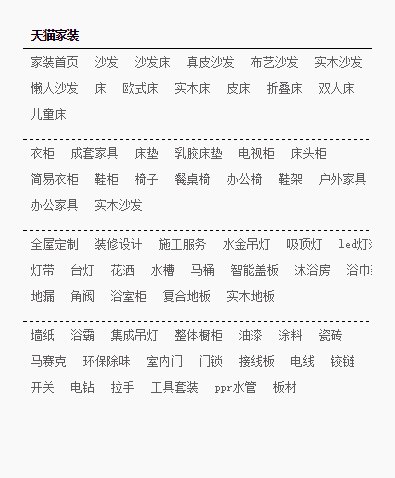 天猫家装
家装首页 沙发 沙发床 真皮沙发 布艺沙发 实木沙发
懒人沙发 床 欧式床 实木床 皮床 折叠床 双人床
儿童床
衣柜 成套家具 床垫 乳胶床垫 电视柜 床头柜
简易衣柜 鞋柜 椅子 餐桌椅 办公椅 鞋架 户外家具
办公家具 实木沙发
全屋定制 装修设计 施工服务 水金吊灯 吸顶灯 led灯
灯带 台灯 花洒 水槽 马桶 智能盖板 沐浴房 浴巾
地漏 角阀 浴室柜 复合地板 实木地板
墙纸 浴霸 集成吊灯 整体橱柜 油漆 涂料 瓷砖
马赛克 环保除味 室内门 门锁 接线板 电线 铰链
开关 电钻 拉手 工具套装 ppr水管 板材